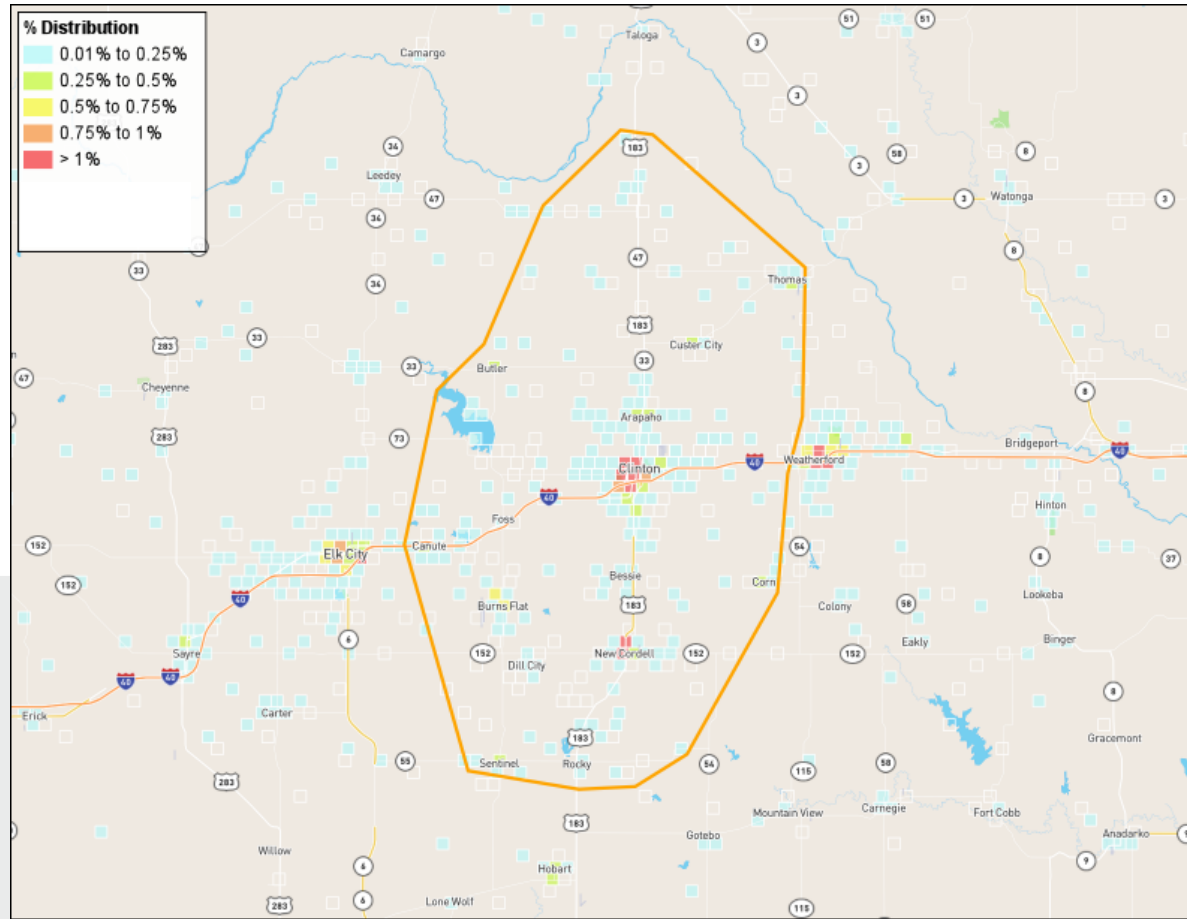 % Distribution
0.01% to 0.25%
0.25% to 0.5%
0.5% to 0.75%
0.75% to 1%
> 1%
51
51
Taloga
3
Camargo
3
3
8
34
183
58
3
Leedey
47
3
Watonga
3
34
8
47
33
34
Thomas
183
33
283
Custer City
33
33
Butler
47
Cheyenne
8
Arapaho
283
73
Bridgeport
40
Clinton
40
Weatherford
40
Hinton
Foss
152
Elk City
Canute
54
8
37
152
Bessie
Corn
Lookeba
40
Burns Flat
183
Colony
58
6
Eakly
Binger
Sayre
152
New Cordell
152
152
Dill City
40
40
8
Erick
Carter
183
Gracemont
55
Sentinel
Rocky
54
115
58
283
Mountain View
Carnegie
Fort Cobb
183
Gotebo
Anadarko
Willow
6
Hobart
9
283
6
Lone Wolf
115